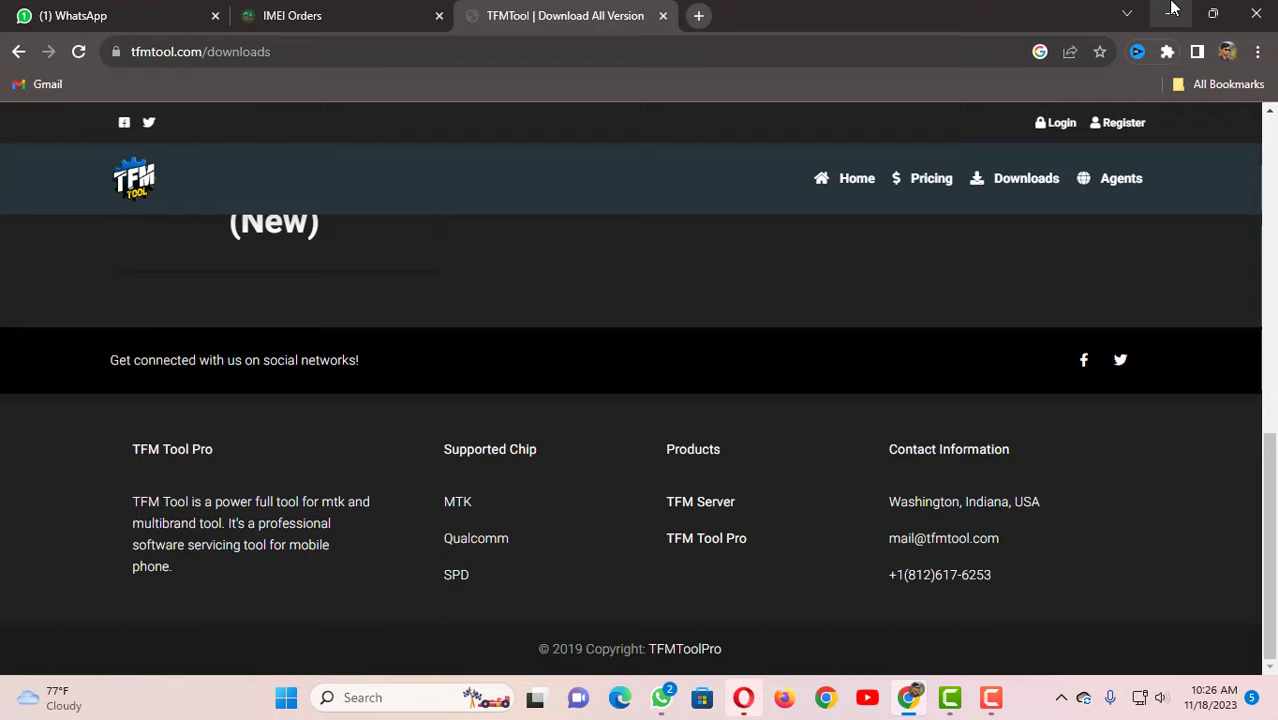 (1) WhatsApp
IMEI Orders
TFMTool | Download All Version
tfmtool.com/downloads
Gmail
All Bookmarks
Login
Register
TFM
TOOL
Home
Pricing
Downloads
Agents
(New)
Get connected with us on social networks!
TFM Tool Pro
TFM Tool is a power full tool for mtk and
multibrand tool. It's a professional
software servicing tool for mobile
phone.
Supported Chip
MTK
Qualcomm
SPD
Products
TFM Server
TFM Tool Pro
Contact Information
Washington, Indiana, USA
mail@tfmtool.com
+1(812)617-6253
© 2019 Copyright: TFMToolPro
77°F
Cloudy
Search
2
10:26 AM
11/18/2023
5